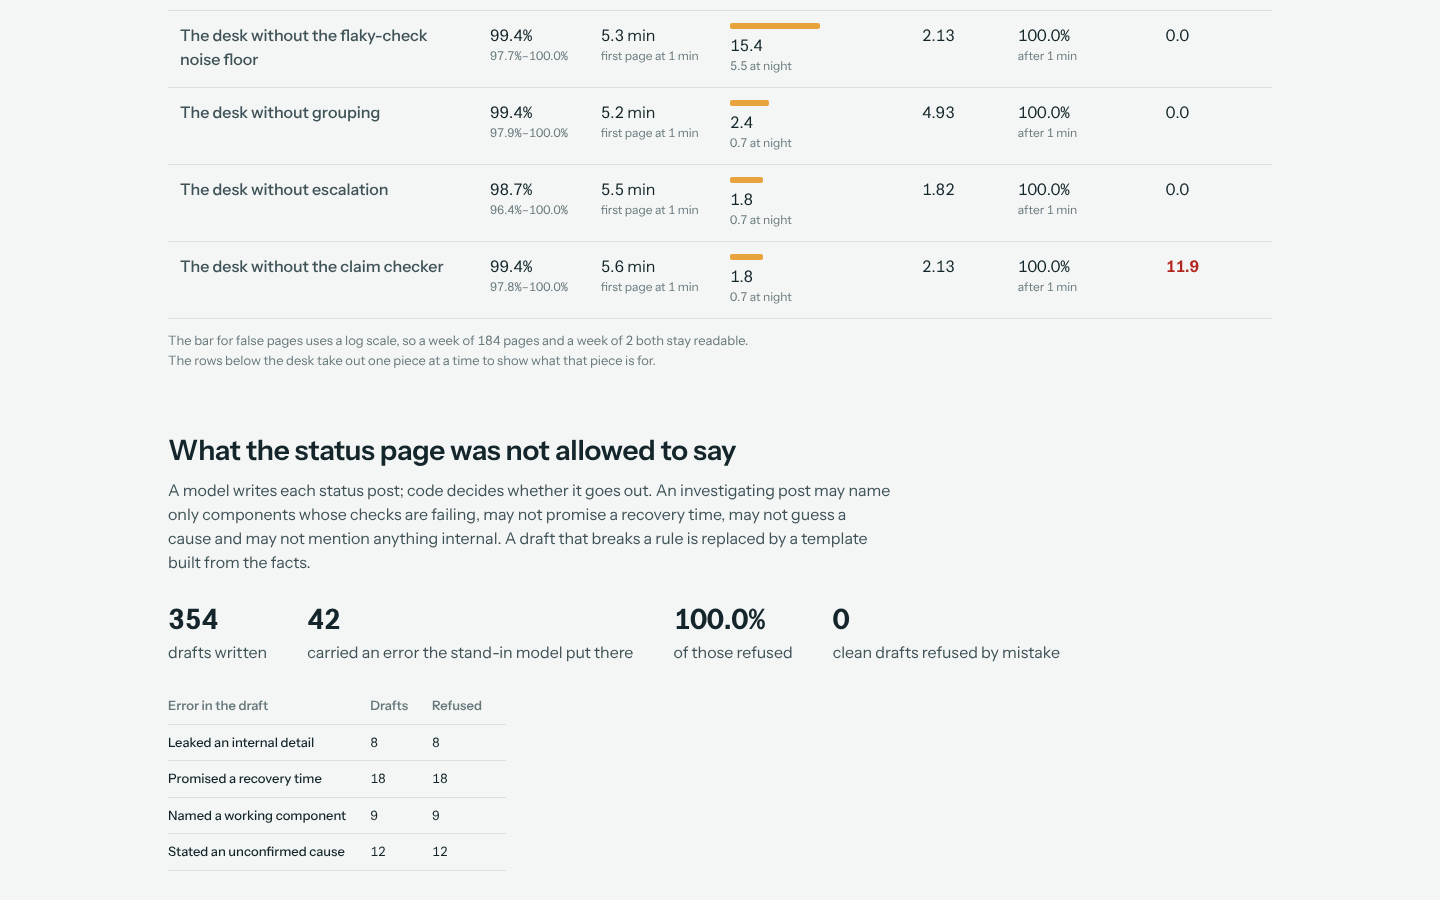 The desk without the flaky-check noise floor 99.4% 5.3 min 15.4 2.13 100.0% 0.0
97.7%–100.0% first page at 1 min 5.5 at night after 1 min
The desk without grouping 99.4% 5.2 min 2.4 4.93 100.0% 0.0
97.9%–100.0% first page at 1 min 0.7 at night after 1 min
The desk without escalation 98.7% 5.5 min 1.8 1.82 100.0% 0.0
96.4%–100.0% first page at 1 min 0.7 at night after 1 min
The desk without the claim checker 99.4% 5.6 min 1.8 2.13 100.0% 11.9
97.8%–100.0% first page at 1 min 0.7 at night after 1 min
The bar for false pages uses a log scale, so a week of 184 pages and a week of 2 both stay readable.
The rows below the desk take out one piece at a time to show what that piece is for.
What the status page was not allowed to say
A model writes each status post; code decides whether it goes out. An investigating post may name
only components whose checks are failing, may not promise a recovery time, may not guess a
cause and may not mention anything internal. A draft that breaks a rule is replaced by a template
built from the facts.
354 42 100.0% 0
drafts written carried an error the stand-in model put there of those refused clean drafts refused by mistake
Error in the draft Drafts Refused
Leaked an internal detail 8 8
Promised a recovery time 18 18
Named a working component 9 9
Stated an unconfirmed cause 12 12